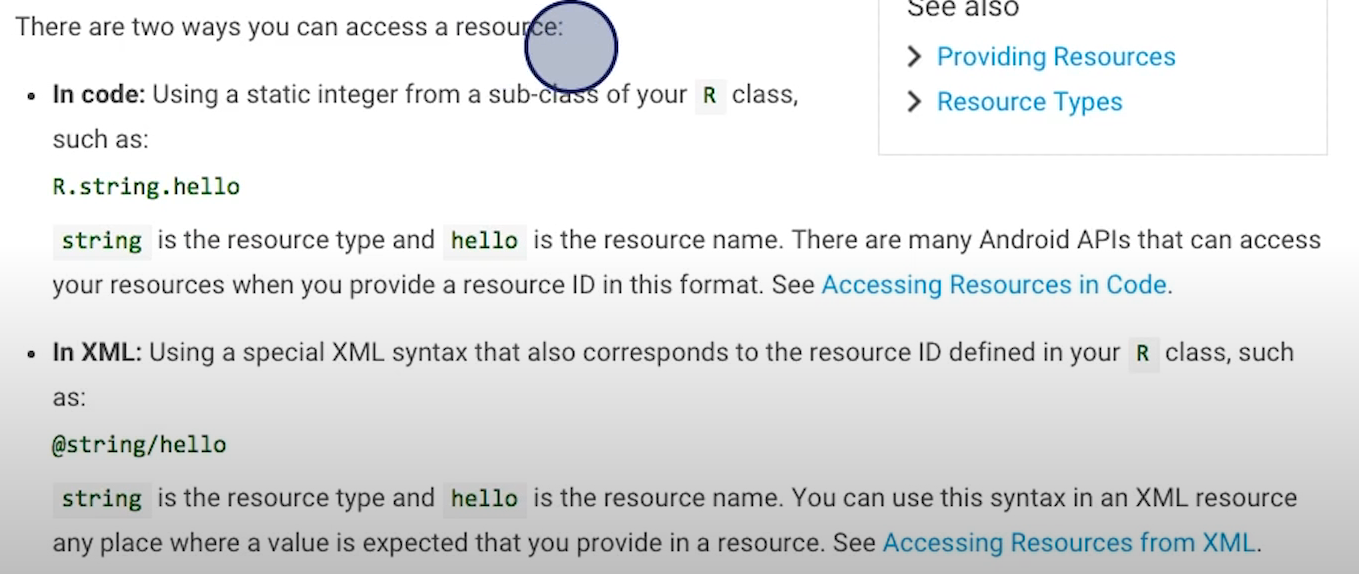 There are two ways you can access a resource:
See also
Providing Resources
Resource Types
In code: Using a static integer from a sub-class of your R class,
such as:
R.string.hello
string is the resource type and hello is the resource name. There are many Android APIs that can access
your resources when you provide a resource ID in this format. See Accessing Resources in Code.
In XML: Using a special XML syntax that also corresponds to the resource ID defined in your R class, such
as:
@string/hello
string is the resource type and hello is the resource name. You can use this syntax in an XML resource
any place where a value is expected that you provide in a resource. See Accessing Resources from XML.